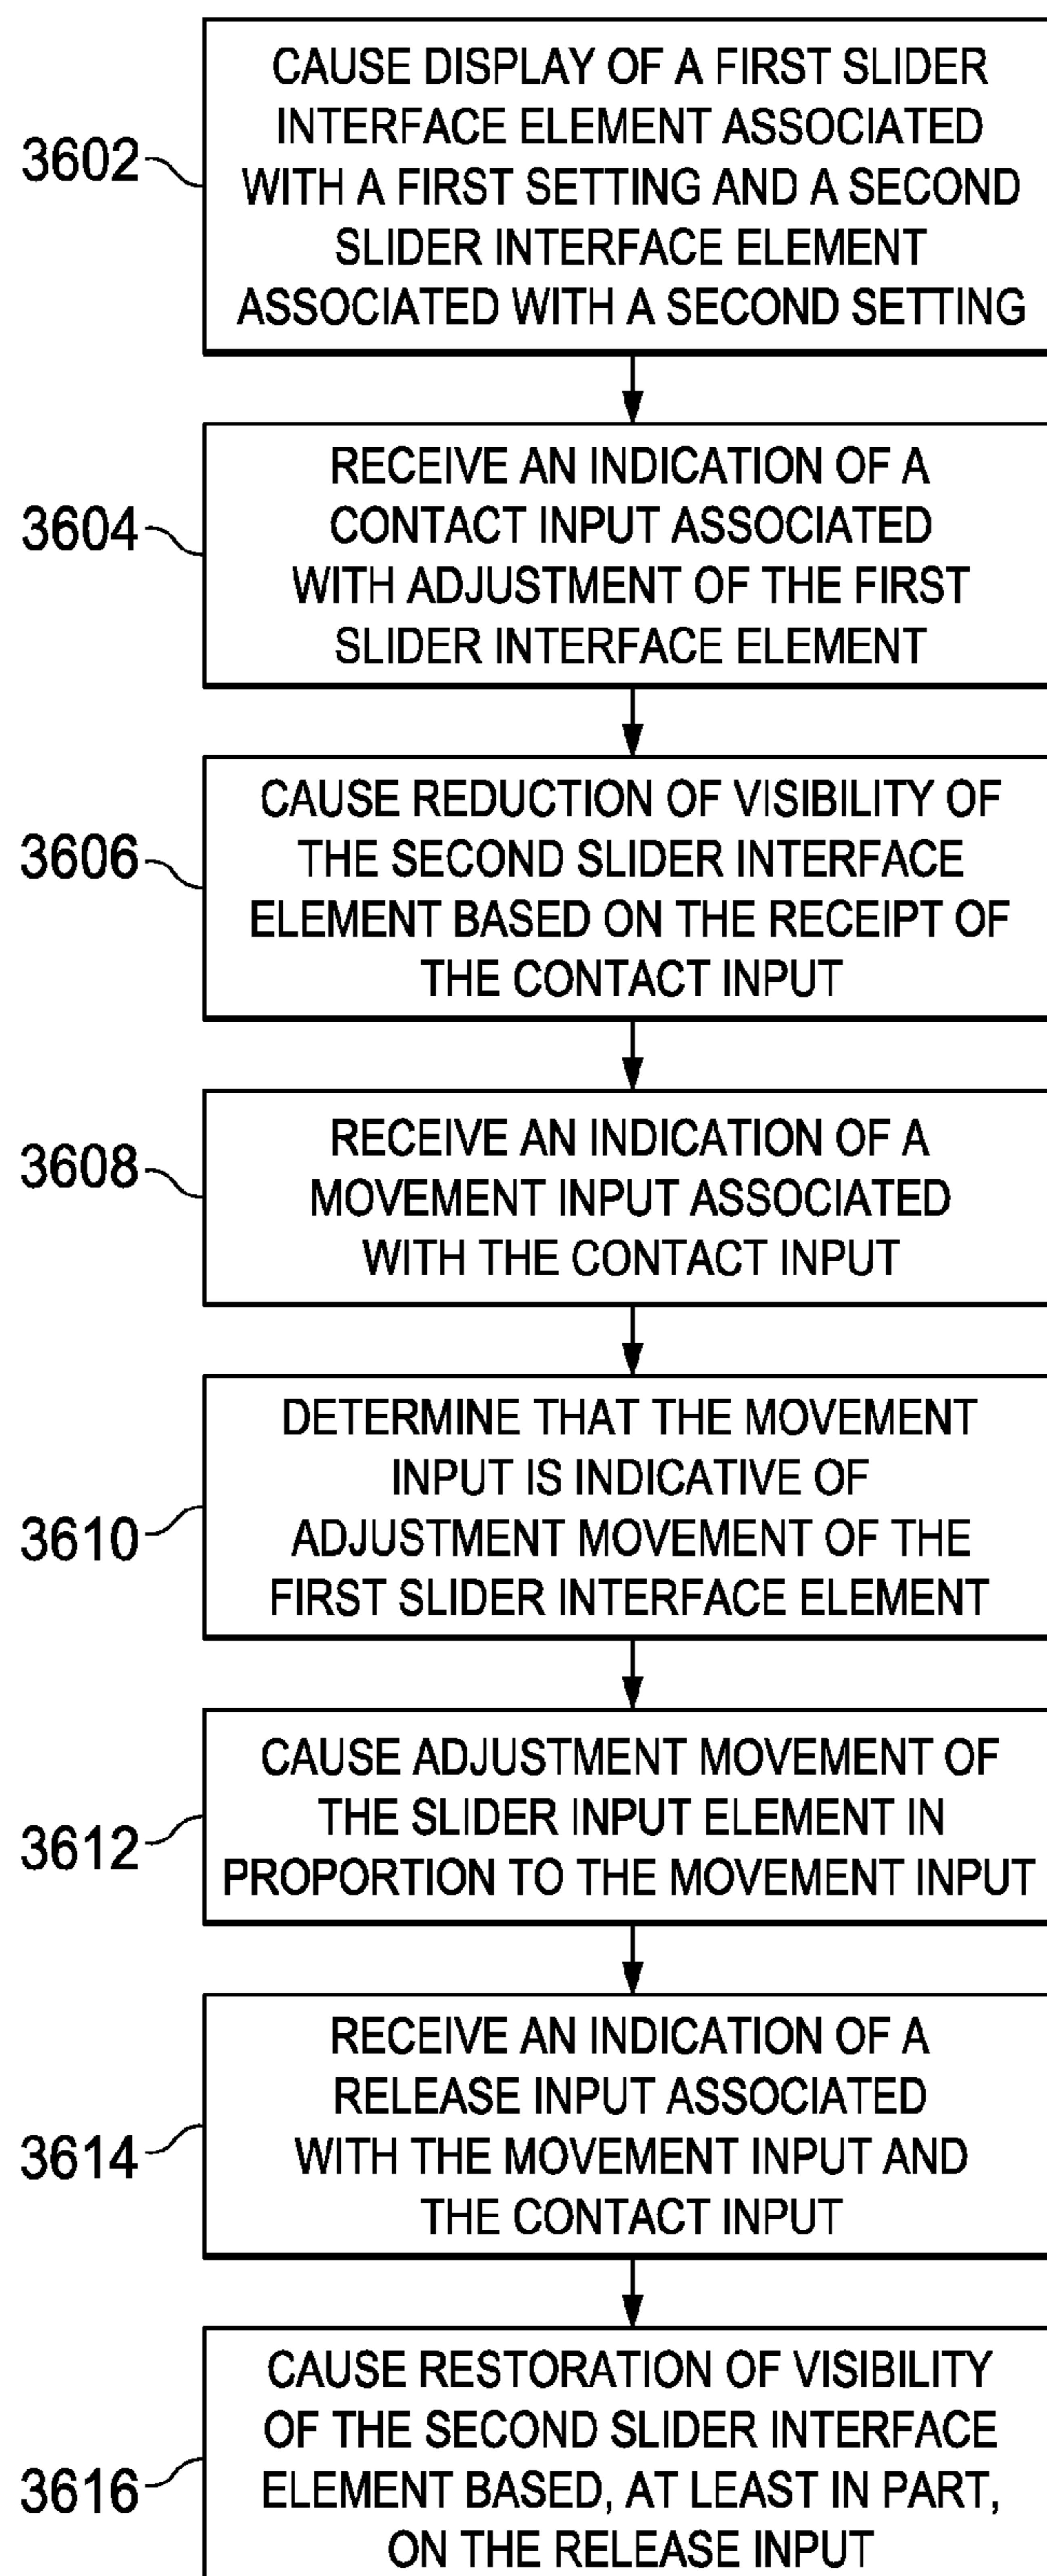 CAUSE DISPLAY OF A FIRST SLIDER
INTERFACE ELEMENT ASSOCIATED
3602
WITH A FIRST SETTING AND A SECOND
SLIDER INTERFACE ELEMENT
ASSOCIATED WITH A SECOND SETTING
RECEIVE AN INDICATION OF A
3604
CONTACT INPUT ASSOCIATED
WITH ADJUSTMENT OF THE FIRST
SLIDER INTERFACE ELEMENT
CAUSE REDUCTION OF VISIBILITY OF
3606
THE SECOND SLIDER INTERFACE
ELEMENT BASED ON THE RECEIPT OF
THE CONTACT INPUT
RECEIVE AN INDICATION OF A
3608
MOVEMENT INPUT ASSOCIATED
WITH THE CONTACT INPUT
DETERMINE THAT THE MOVEMENT
INPUT IS INDICATIVE OF
3610
ADJUSTMENT MOVEMENT OF THE
FIRST SLIDER INTERFACE ELEMENT
CAUSE ADJUSTMENT MOVEMENT OF
THE SLIDER INPUT ELEMENT IN
3612
PROPORTION TO THE MOVEMENT INPUT
RECEIVE AN INDICATION OF A
RELEASE INPUT ASSOCIATED
3614
WITH THE MOVEMENT INPUT AND
THE CONTACT INPUT
CAUSE RESTORATION OF VISIBILITY
OF THE SECOND SLIDER INTERFACE
3616
ELEMENT BASED, AT LEAST IN PART,
ON THE RELEASE INPUT